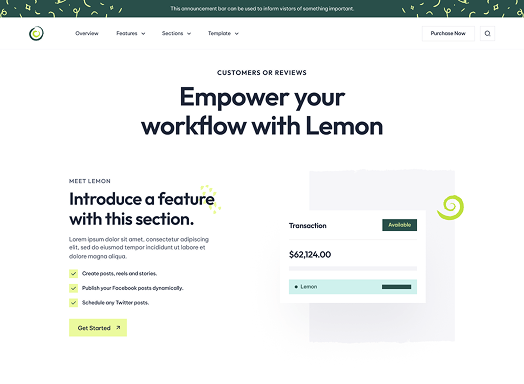 This announcement bar can be used to inform vistors of something important.
Overview Features Sections Template Purchase Now
CUSTOMERS OR REVIEWS
Empower your
workflow with Lemon
MEET LEMON
Introduce a feature
with this section.
Lorem ipsum dolor sit amet, consectetur adipiscing
elit, sed do eiusmod tempor incididunt ut labore et
dolore magna aliqua.
Create posts, reels and stories.
Publish your Facebook posts dynamically.
Schedule any Twitter posts.
Get Started
Transaction Available
$62,124.00
Lemon